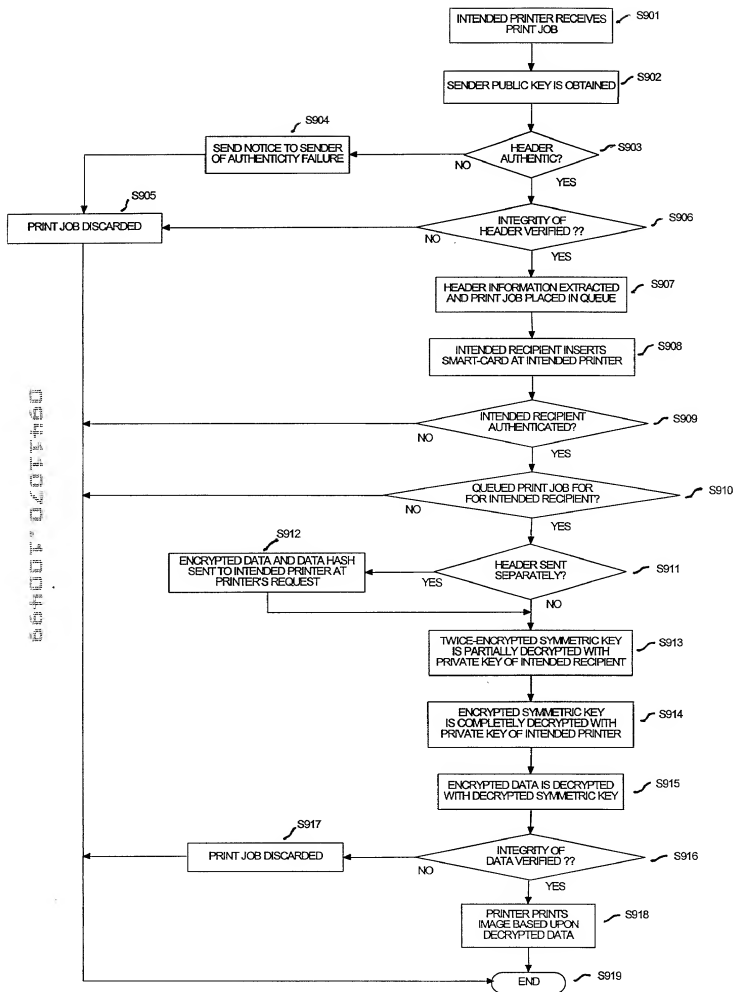 INTENDED PRINTER RECEIVES
PRINT JOB
S901
SENDER PUBLIC KEY IS OBTAINED
S902
S904
SEND NOTICE TO SENDER
OF AUTHENTICITY FAILURE
HEADER
AUTHENTIC?
S903
NO
YES
S905
PRINT JOB DISCARDED
INTEGRITY OF
HEADER VERIFIED ??
S906
NO
YES
HEADER INFORMATION EXTRACTED
AND PRINT JOB PLACED IN QUEUE
S907
INTENDED RECIPIENT INSERTS
SMART-CARD AT INTENDED PRINTER
S908
INTENDED RECIPIENT
AUTHENTICATED?
S909
NO
YES
QUEUED PRINT JOB FOR
FOR INTENDED RECIPIENT?
S910
NO
YES
S912
ENCRYPTED DATA AND DATA HASH
SENT TO INTENDED PRINTER AT
PRINTER'S REQUEST
HEADER SENT
SEPARATELY?
S911
YES
NO
TWICE-ENCRYPTED SYMMETRIC KEY
IS PARTIALLY DECRYPTED WITH
PRIVATE KEY OF INTENDED RECIPIENT
S913
ENCRYPTED SYMMETRIC KEY
IS COMPLETELY DECRYPTED WITH
PRIVATE KEY OF INTENDED PRINTER
S914
ENCRYPTED DATA IS DECRYPTED
WITH DECRYPTED SYMMETRIC KEY
S915
S917
PRINT JOB DISCARDED
INTEGRITY OF
DATA VERIFIED ??
S916
NO
YES
PRINTER PRINTS
IMAGE BASED UPON
DECRYPTED DATA
S918
END
S919
09411070.100499